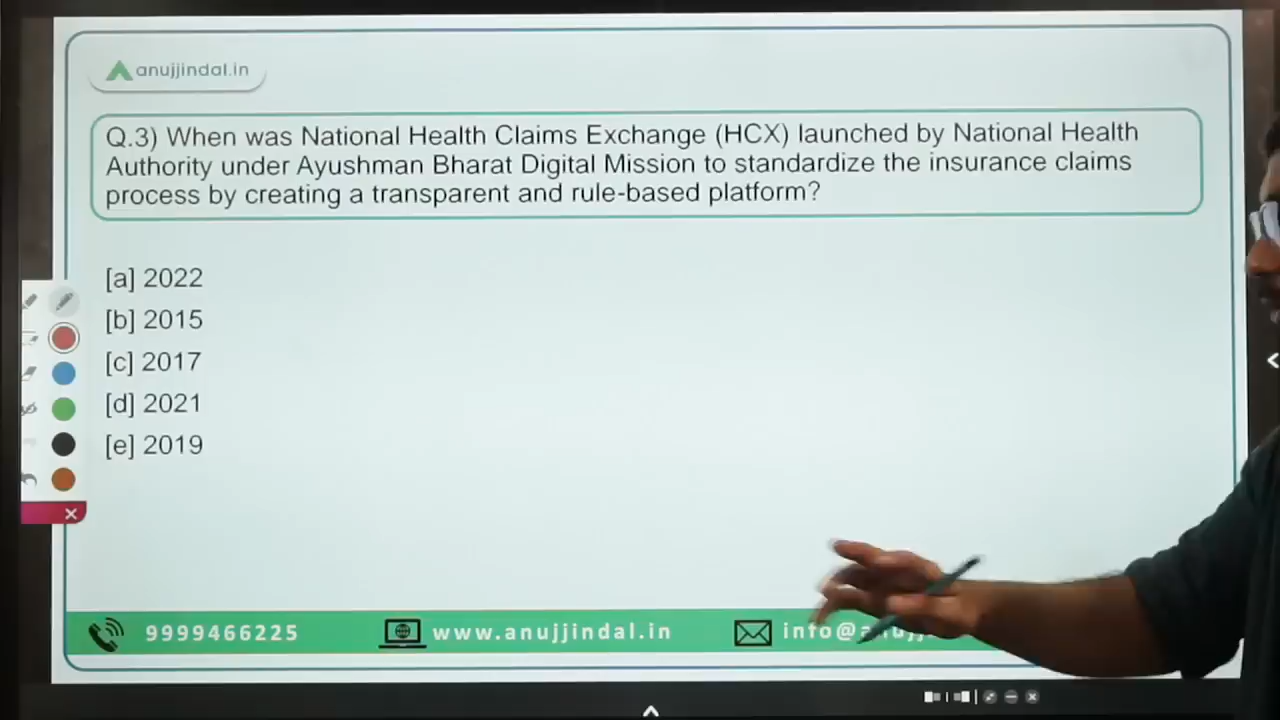 anujjindal.in
Q.3) When was National Health Claims Exchange (HCX) launched by National Health
Authority under Ayushman Bharat Digital Mission to standardize the insurance claims
process by creating a transparent and rule-based platform?
[a] 2022
[b] 2015
[c] 2017
[d] 2021
[e] 2019
9999466225
www.anujjindal.in